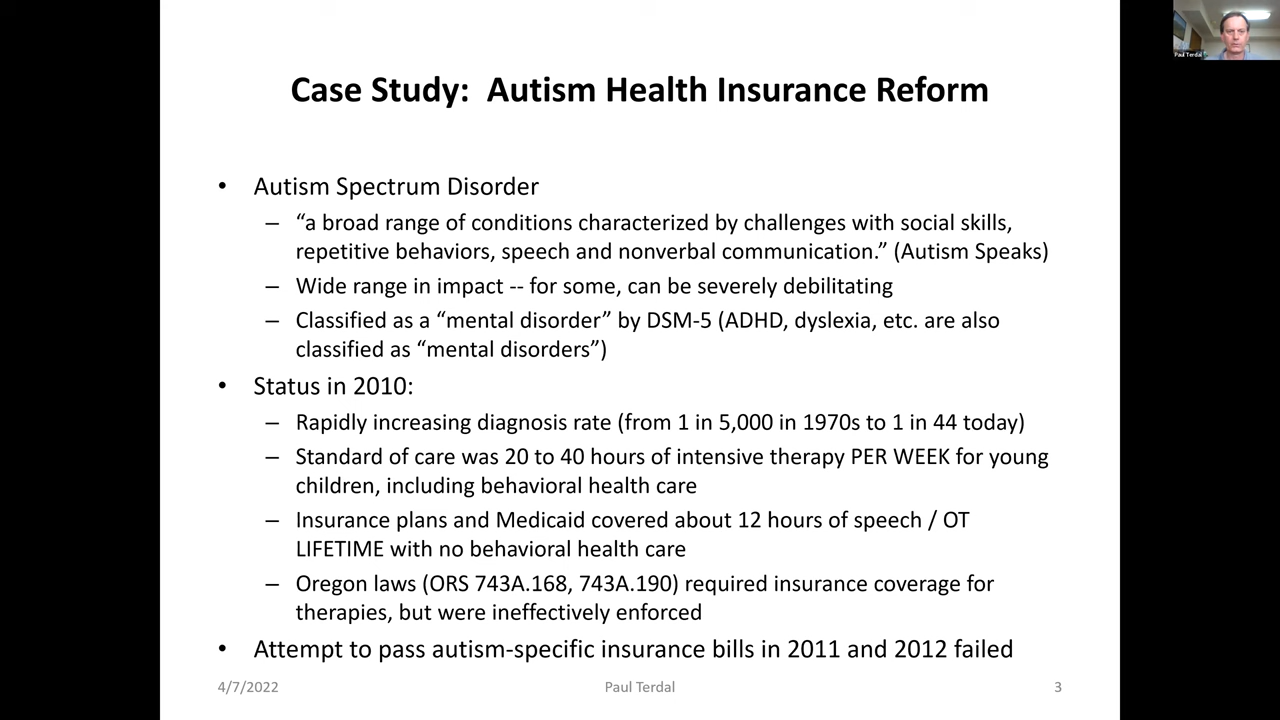 Case Study: Autism Health Insurance Reform
• Autism Spectrum Disorder
– “a broad range of conditions characterized by challenges with social skills,
repetitive behaviors, speech and nonverbal communication.” (Autism Speaks)
– Wide range in impact -- for some, can be severely debilitating
– Classified as a “mental disorder” by DSM-5 (ADHD, dyslexia, etc. are also
classified as “mental disorders”)
• Status in 2010:
– Rapidly increasing diagnosis rate (from 1 in 5,000 in 1970s to 1 in 44 today)
– Standard of care was 20 to 40 hours of intensive therapy PER WEEK for young
children, including behavioral health care
– Insurance plans and Medicaid covered about 12 hours of speech / OT
LIFETIME with no behavioral health care
– Oregon laws (ORS 743A.168, 743A.190) required insurance coverage for
therapies, but were ineffectively enforced
• Attempt to pass autism-specific insurance bills in 2011 and 2012 failed
4/7/2022
Paul Terdal
3
Paul Terdal